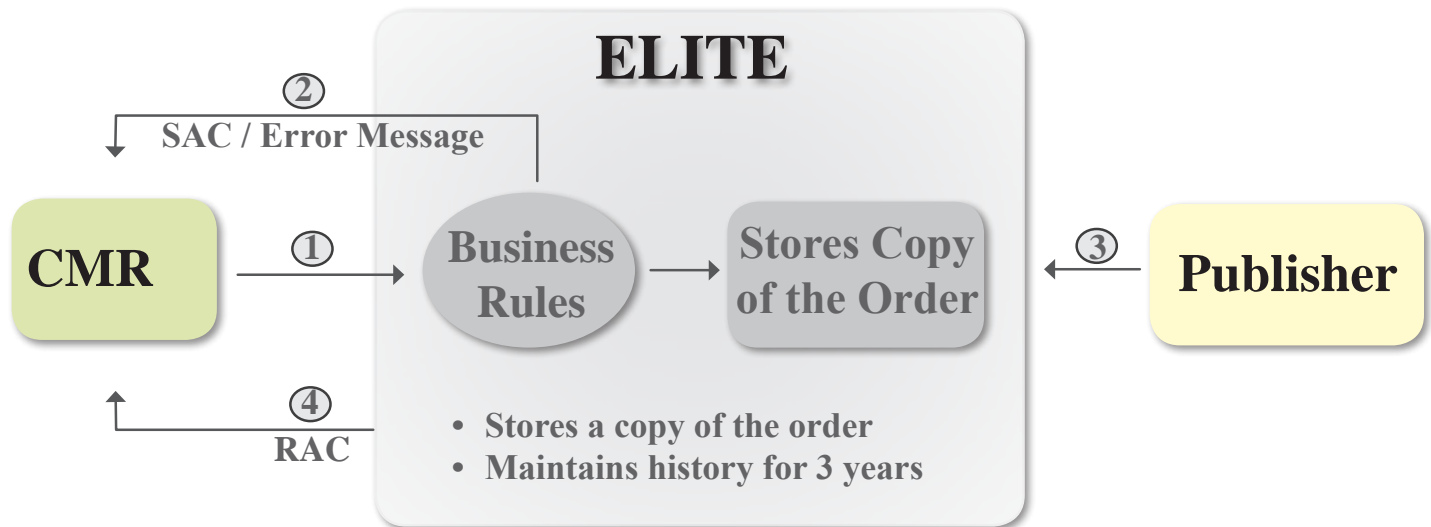 ELITE
2
SAC / Error Message
CMR
1
Business
Rules
Stores Copy
of the Order
3
Publisher
4
RAC
• Stores a copy of the order
• Maintains history for 3 years